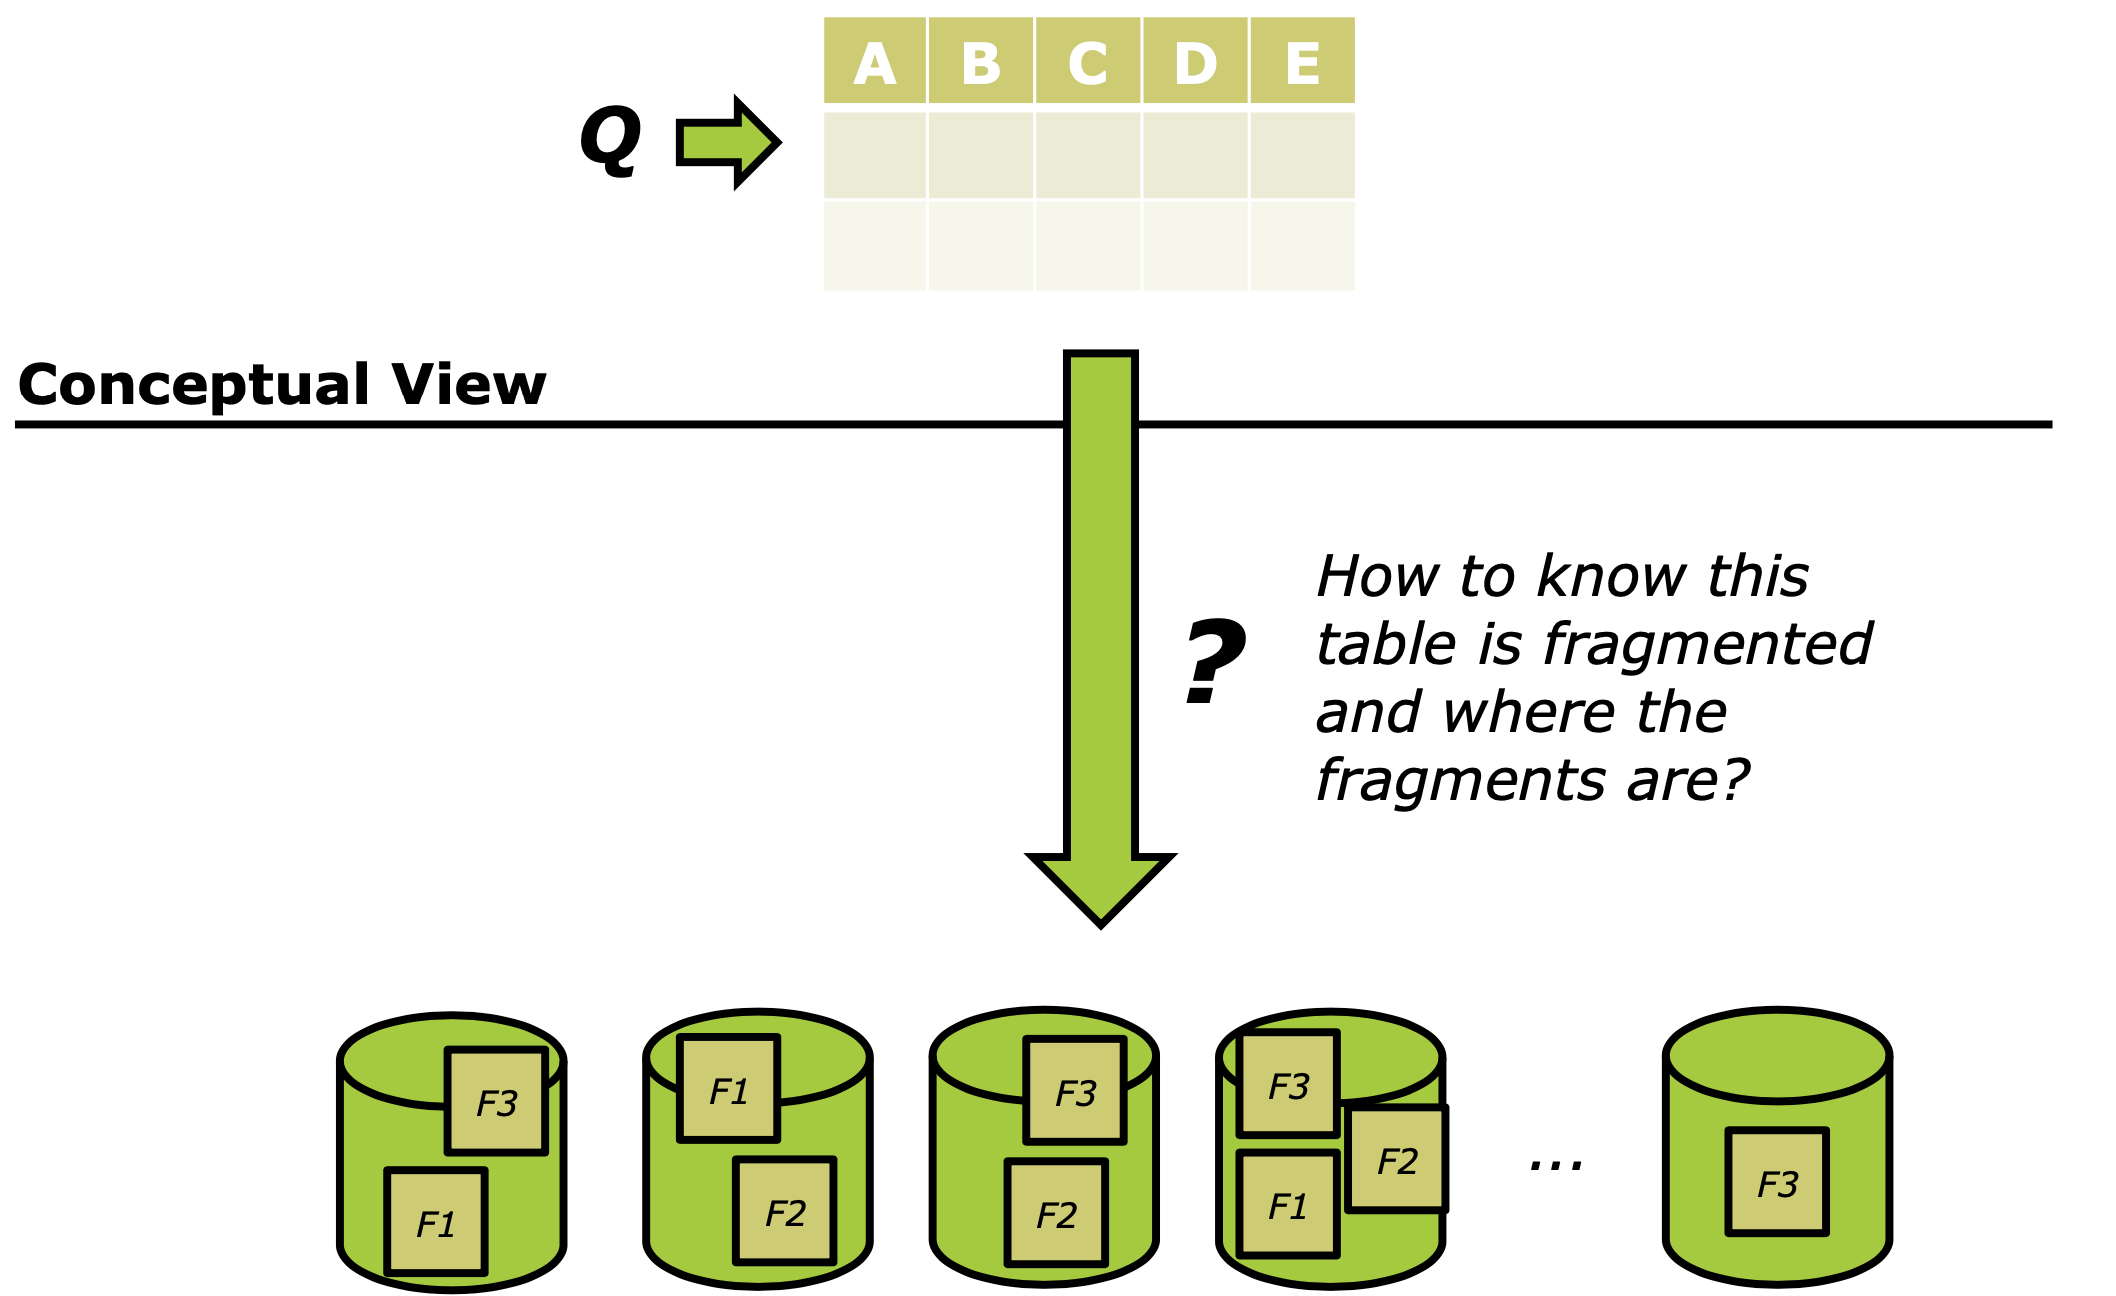 A B C D E
Q
Conceptual View
How to know this
table is fragmented
and where the
fragments are?
?
F3
F1
F1
F2
F3
F2
F3
F2
F1
...
F3